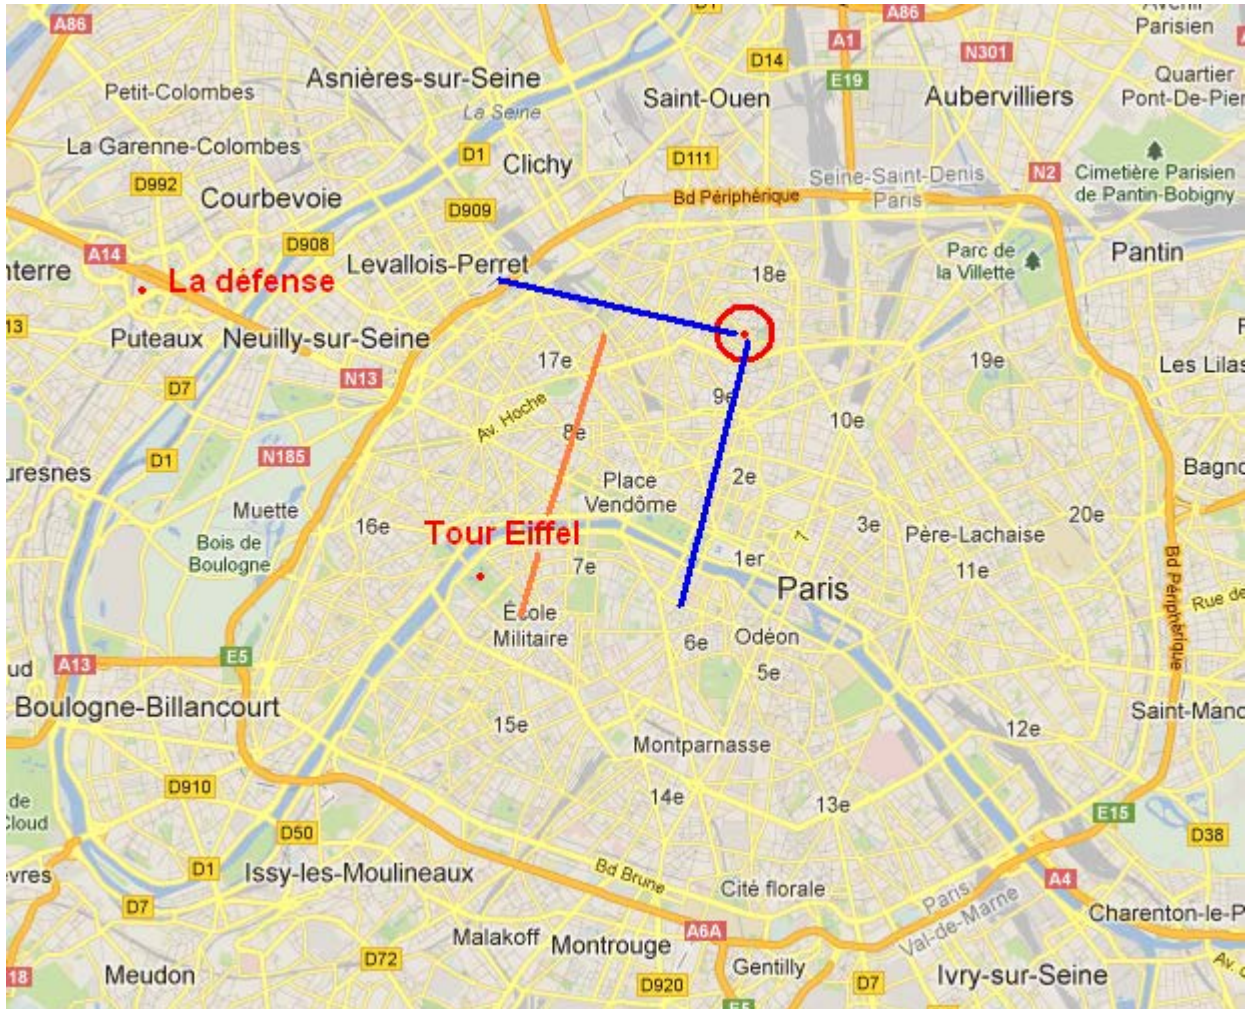 A86
D1
A86
Avenir
Parisien
A1
N301
D14
E19
Asnières-sur-Seine
Petit-Colombes
Saint-Ouen
Aubervilliers
Quartier
Pont-De-Pier
La Seine
La Garenne-Colombes
D1
Clichy
D111
Seine-Saint-Denis
Paris
N2
Cimetière Parisien
de Pantin-Bobigny
D992
Courbevoie
D909
Bd Périphérique
D908
A14
nterre
La défense
Levallois-Perret
18e
Parc de
la Villette
Pantin
13
Puteaux
Neuilly-sur-Seine
17e
19e
Les Lilas
D7
N13
Av. Hoche
9e
10e
8e
D1
N185
uresnes
Place
Vendôme
2e
Bagno
Muette
16e
Tour Eiffel
3e
Père-Lachaise
20e
Bois de
Boulogne
7e
1er
11e
Paris
Bd Périphérique
Rue de
École
Militaire
6e
Odéon
5e
ud
A13
E5
Boulogne-Billancourt
15e
Montparnasse
12e
Saint-Manc
D910
14e
13e
E15
de
Cloud
D50
D38
evres
D1
Issy-les-Moulineaux
Bd Brune
Cité florale
Paris
Val-de-Marne
A4
D7
Charenton-le-P
A6A
Malakoff
Montrouge
D72
Gentilly
18
Meudon
D920
D7
Ivry-sur-Seine
E5